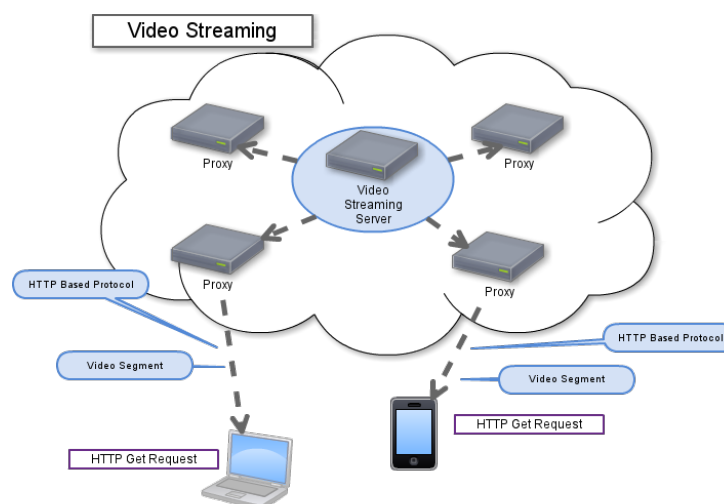 Video Streaming
Proxy
Proxy
Video
Streaming
Server
Proxy
Proxy
HTTP Based Protocol
HTTP Based Protocol
Video Segment
Video Segment
HTTP Get Request
HTTP Get Request